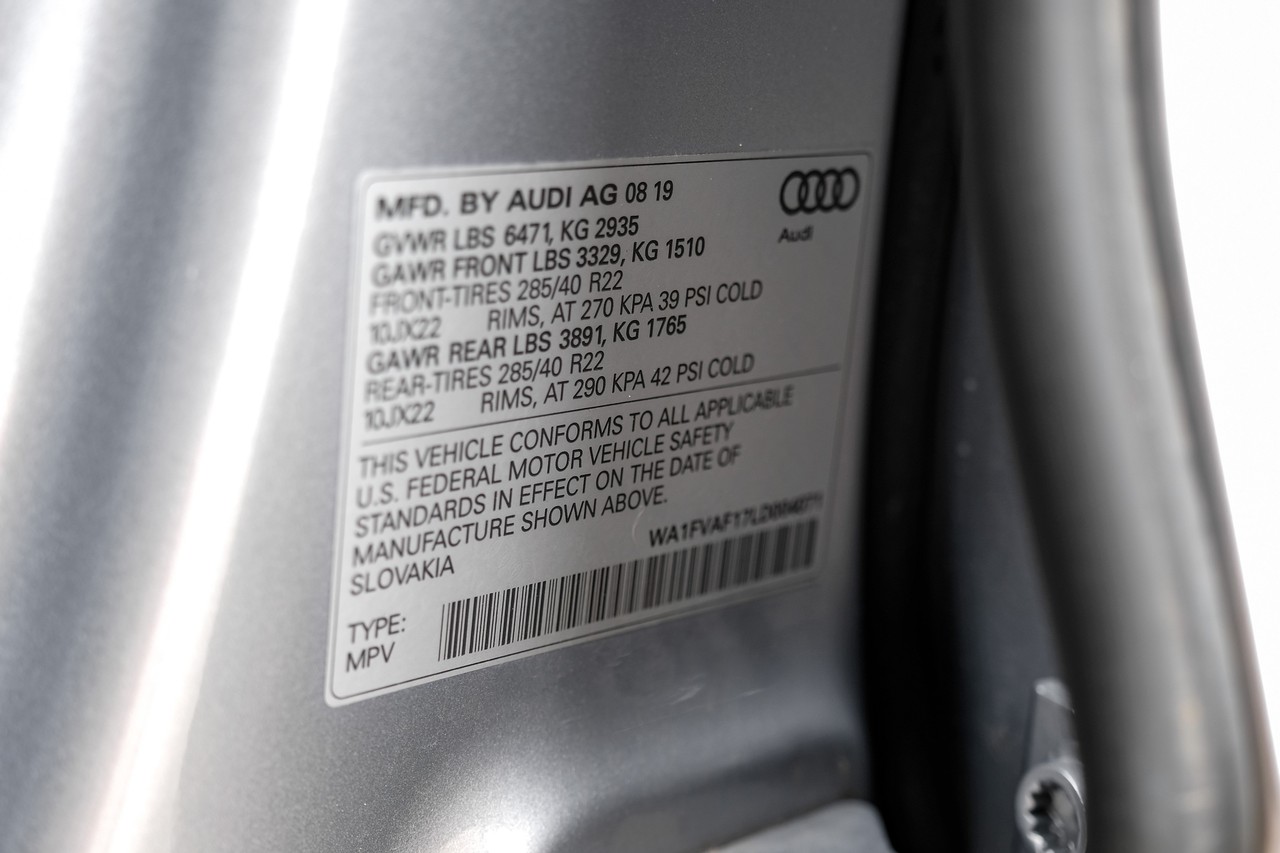 MFD. BY AUDI AG 08 19
Audi
GVWR LBS 6471, KG 2935
GAWR FRONT LBS 3329, KG 1510
FRONT-TIRES 285/40 R22
10JX22 RIMS, AT 270 KPA 39 PSI COLD
GAWR REAR LBS 3891, KG 1765
REAR-TIRES 285/40 R22
10JX22 RIMS, AT 290 KPA 42 PSI COLD
THIS VEHICLE CONFORMS TO ALL APPLICABLE
U.S. FEDERAL MOTOR VEHICLE SAFETY
STANDARDS IN EFFECT ON THE DATE OF
MANUFACTURE SHOWN ABOVE.
SLOVAKIA
TYPE:
MPV